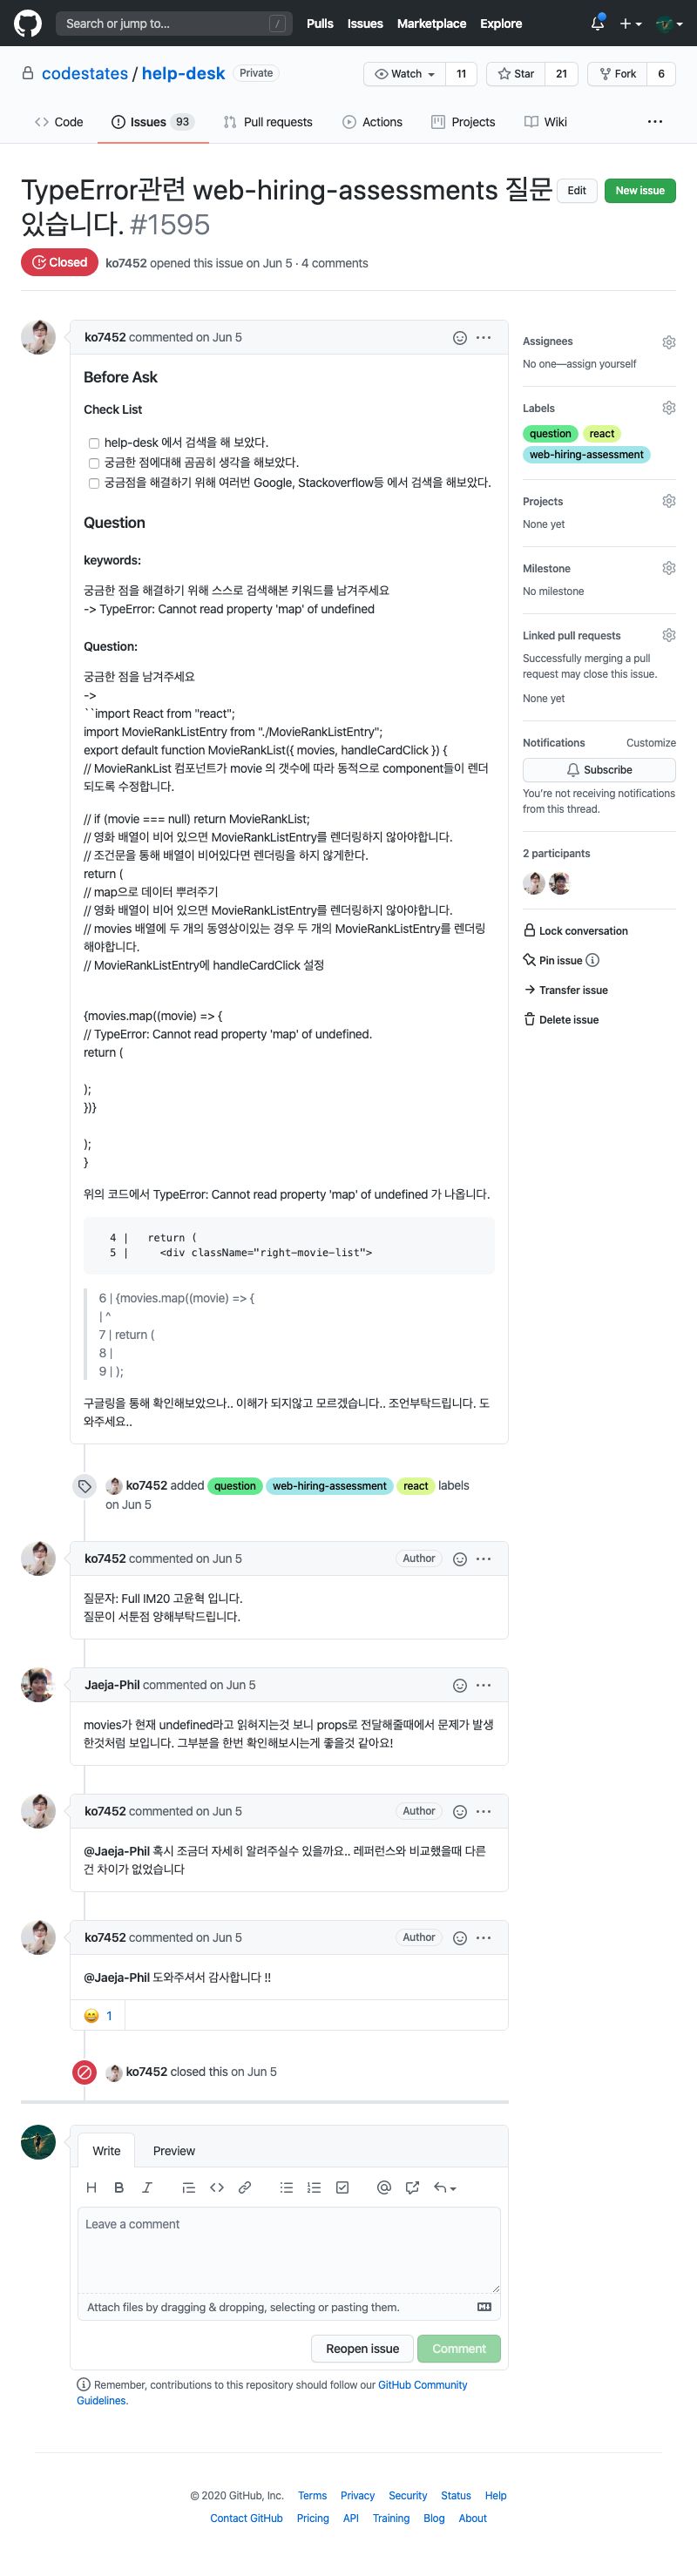 Search or jump to...
/
Pulls Issues Marketplace Explore
codestates / help-desk Private
Watch 11 Star 21 Fork 6
Code Issues 93 Pull requests Actions Projects Wiki
TypeError관련 web-hiring-assessments 질문
있습니다. #1595
Edit New issue
Closed ko7452 opened this issue on Jun 5 · 4 comments
ko7452 commented on Jun 5
Before Ask
Check List
help-desk 에서 검색을 해 보았다.
궁금한 점에대해 곰곰히 생각을 해보았다.
궁금점을 해결하기 위해 여러번 Google, Stackoverflow등 에서 검색을 해보았다.
Question
keywords:
궁금한 점을 해결하기 위해 스스로 검색해본 키워드를 남겨주세요
-> TypeError: Cannot read property 'map' of undefined
Question:
궁금한 점을 남겨주세요
->
``import React from "react";
import MovieRankListEntry from "./MovieRankListEntry";
export default function MovieRankList({ movies, handleCardClick }) {
// MovieRankList 컴포넌트가 movie 의 갯수에 따라 동적으로 component들이 렌더
되도록 수정합니다.
// if (movie === null) return MovieRankList;
// 영화 배열이 비어 있으면 MovieRankListEntry를 렌더링하지 않아야합니다.
// 조건문을 통해 배열이 비어있다면 렌더링을 하지 않게한다.
return (
// map으로 데이터 뿌려주기
// 영화 배열이 비어 있으면 MovieRankListEntry를 렌더링하지 않아야합니다.
// movies 배열에 두 개의 동영상이있는 경우 두 개의 MovieRankListEntry를 렌더링
해야합니다.
// MovieRankListEntry에 handleCardClick 설정
{movies.map((movie) => {
// TypeError: Cannot read property 'map' of undefined.
return (
);
})}
);
}
위의 코드에서 TypeError: Cannot read property 'map' of undefined 가 나옵니다.
4 | return (
5 | <div className="right-movie-list">
6 | {movies.map((movie) => {
| ^
7 | return (
8 |
9 | );
구글링을 통해 확인해보았으나.. 이해가 되지않고 모르겠습니다.. 조언부탁드립니다. 도
와주세요..
Assignees
No one—assign yourself
Labels
question react
web-hiring-assessment
Projects
None yet
Milestone
No milestone
Linked pull requests
Successfully merging a pull
request may close this issue.
None yet
Notifications Customize
Subscribe
You're not receiving notifications
from this thread.
2 participants
Lock conversation
Pin issue
Transfer issue
Delete issue
ko7452 added question web-hiring-assessment react labels
on Jun 5
ko7452 commented on Jun 5 Author
질문자: Full IM20 고윤혁 입니다.
질문이 서툰점 양해부탁드립니다.
Jaeja-Phil commented on Jun 5
movies가 현재 undefined라고 읽혀지는것 보니 props로 전달해줄때에서 문제가 발생
한것처럼 보입니다. 그부분을 한번 확인해보시는게 좋을것 같아요!
ko7452 commented on Jun 5 Author
@Jaeja-Phil 혹시 조금더 자세히 알려주실수 있을까요.. 레퍼런스와 비교했을때 다른
건 차이가 없었습니다
ko7452 commented on Jun 5 Author
@Jaeja-Phil 도와주셔서 감사합니다 !!
😄 1
ko7452 closed this on Jun 5
Write Preview
Leave a comment
Attach files by dragging & dropping, selecting or pasting them.
Reopen issue Comment
Remember, contributions to this repository should follow our GitHub Community
Guidelines.
© 2020 GitHub, Inc. Terms Privacy Security Status Help
Contact GitHub Pricing API Training Blog About